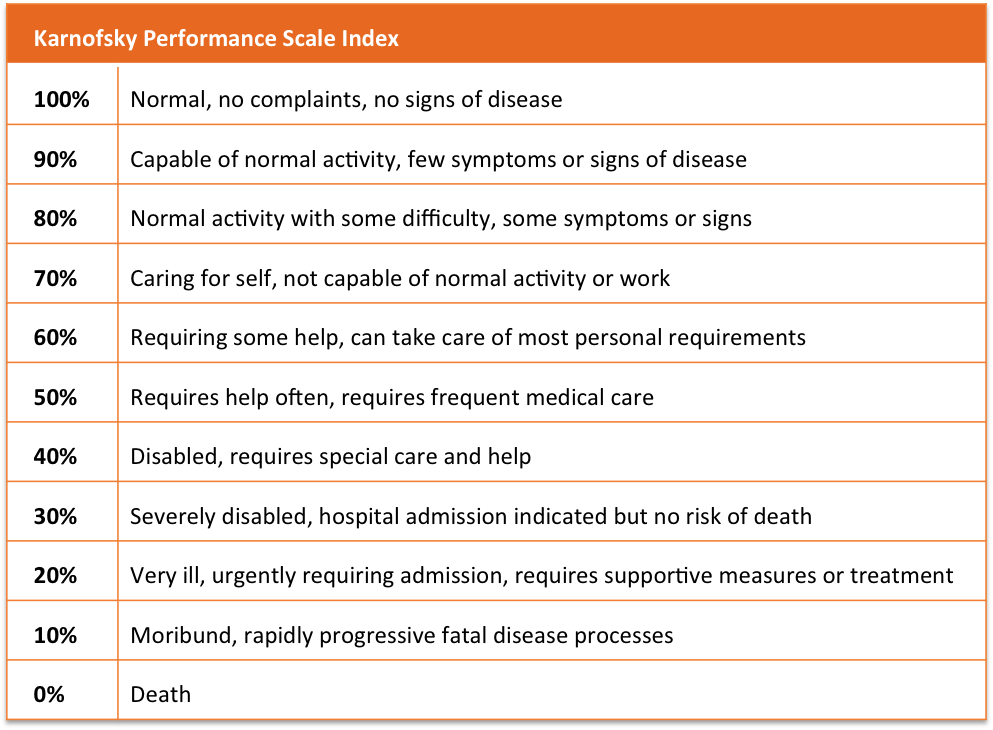 Karnofsky Performance Scale Index
100% Normal, no complaints, no signs of disease
90% Capable of normal activity, few symptoms or signs of disease
80% Normal activity with some difficulty, some symptoms or signs
70% Caring for self, not capable of normal activity or work
60% Requiring some help, can take care of most personal requirements
50% Requires help often, requires frequent medical care
40% Disabled, requires special care and help
30% Severely disabled, hospital admission indicated but no risk of death
20% Very ill, urgently requiring admission, requires supportive measures or treatment
10% Moribund, rapidly progressive fatal disease processes
0% Death